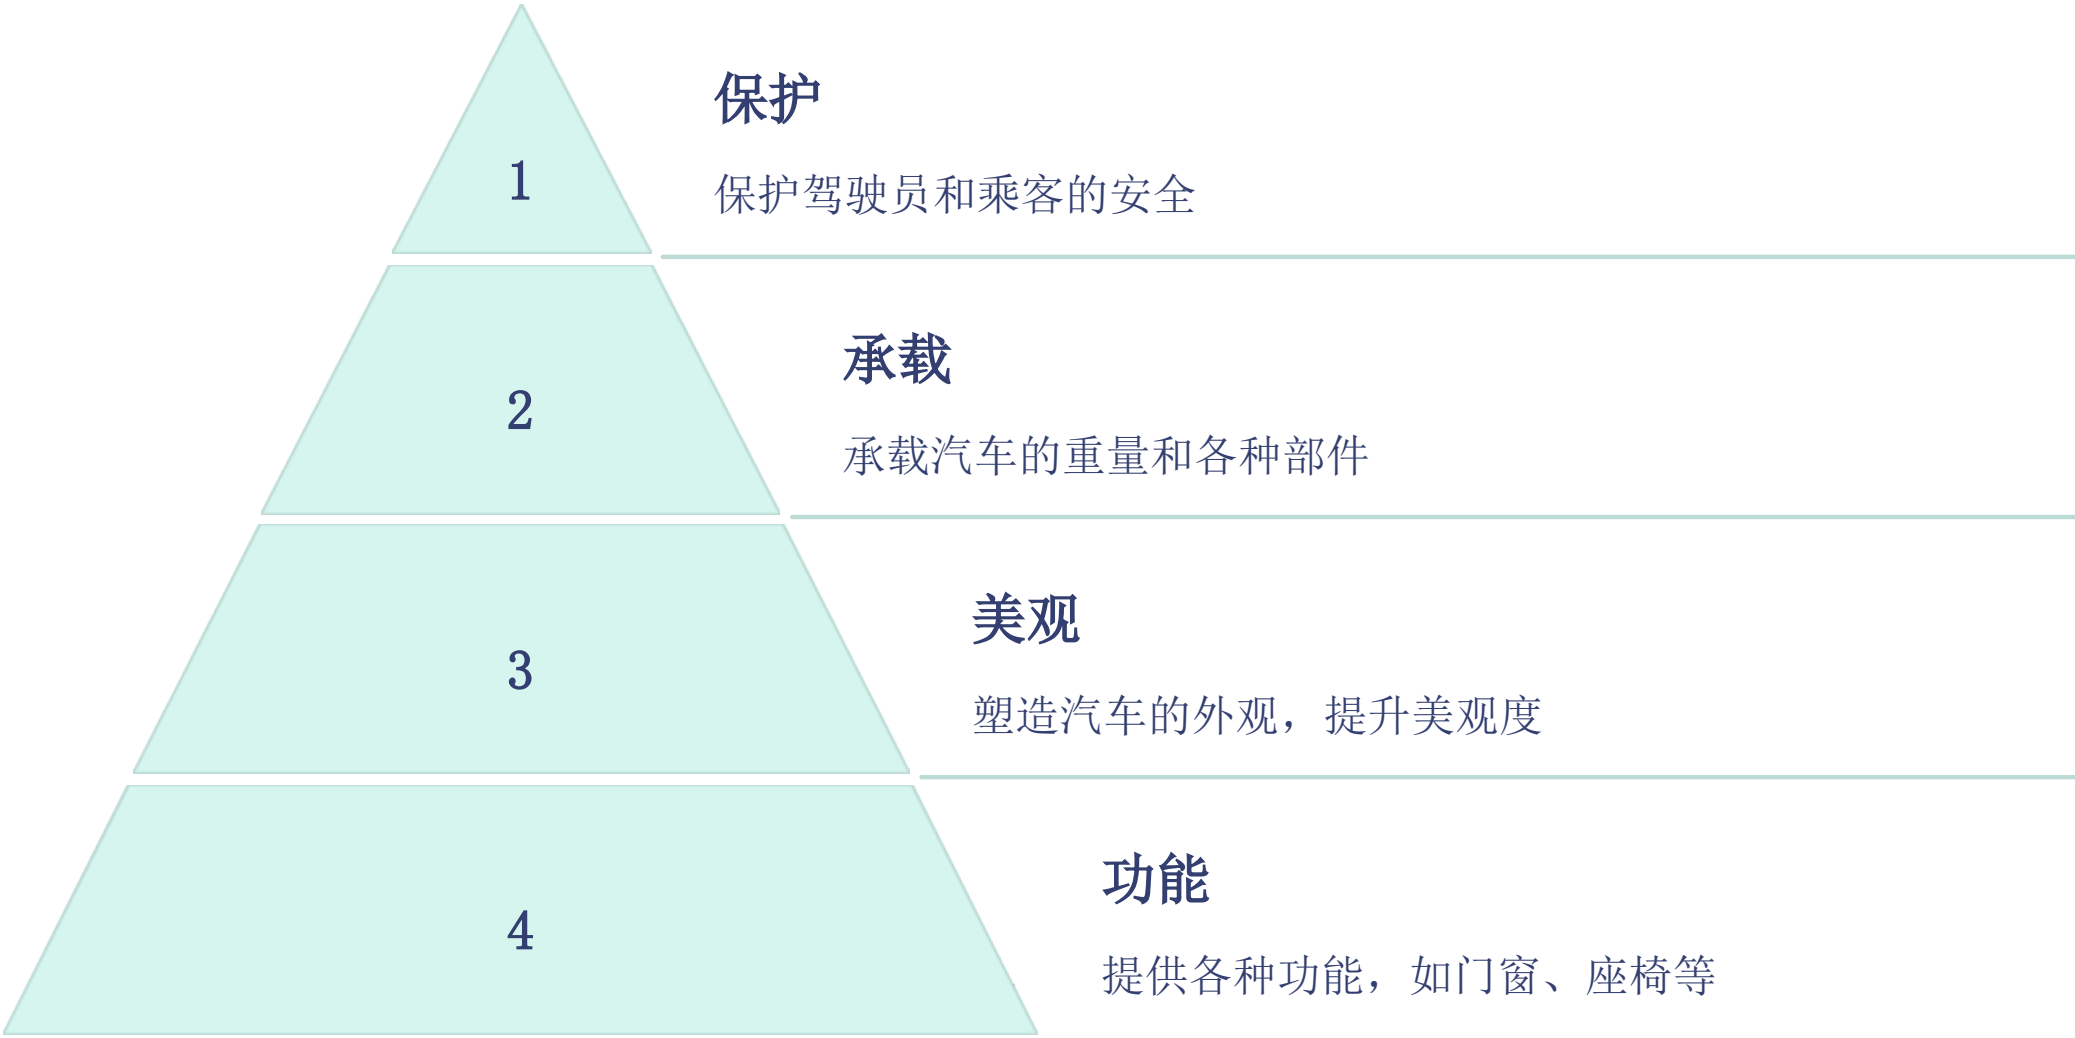 1
保护
保护驾驶员和乘客的安全
2
承载
承载汽车的重量和各种部件
3
美观
塑造汽车的外观，提升美观度
4
功能
提供各种功能，如门窗、座椅等